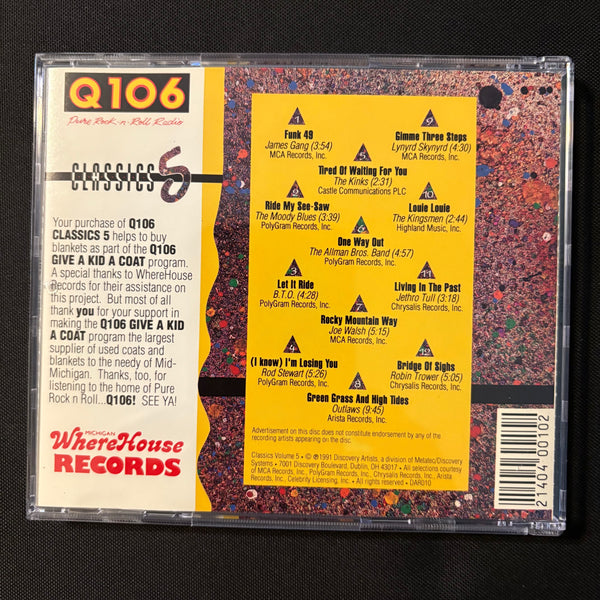 Q106
Pure Rock-n-Roll Radio
CLASSICS 5
Your purchase of Q106
CLASSICS 5 helps to buy
blankets as part of the Q106
GIVE A KID A COAT program.
A special thanks to WhereHouse
Records for their assistance on
this project. But most of all
thank you for your support in
making the Q106 GIVE A KID
A COAT program the largest
supplier of used coats and
blankets to the needy of Mid-
Michigan. Thanks, too, for
listening to the home of Pure
Rock n Roll...Q106! SEE YA!
MICHIGAN
WhereHouse
RECORDS
1
Funk 49
James Gang (3:54)
MCA Records, Inc.
2
Ride My See-Saw
The Moody Blues (3:39)
PolyGram Records, Inc.
3
Let It Ride
B.T.O. (4:28)
PolyGram Records, Inc.
4
(I know) I'm Losing You
Rod Stewart (5:26)
PolyGram Records, Inc.
5
Tired Of Waiting For You
The Kinks (2:31)
Castle Communications PLC
6
One Way Out
The Allman Bros. Band (4:57)
PolyGram Records, Inc.
7
Rocky Mountain Way
Joe Walsh (5:15)
MCA Records, Inc.
8
Green Grass And High Tides
Outlaws (9:45)
Arista Records, Inc.
9
Gimme Three Steps
Lynyrd Skynyrd (4:30)
MCA Records, Inc.
10
Louie Louie
The Kingsmen (2:44)
Highland Music, Inc.
11
Living In The Past
Jethro Tull (3:18)
Chrysalis Records, Inc.
12
Bridge Of Sighs
Robin Trower (5:05)
Chrysalis Records, Inc.
Advertisement on this disc does not constitute endorsement by any of the
recording artists appearing on this disc.
Classics Volume 5 • © ℗ 1991 Discovery Artists, a division of Metatec/Discovery
Systems • 7001 Discovery Boulevard, Dublin, OH 43017 • All selections courtesy
of MCA Records, Inc., PolyGram Records, Inc., Chrysalis Records, Inc., Arista
Records, Inc., Celebrity Licensing, Inc. • All rights reserved • DAR010
21404 00102